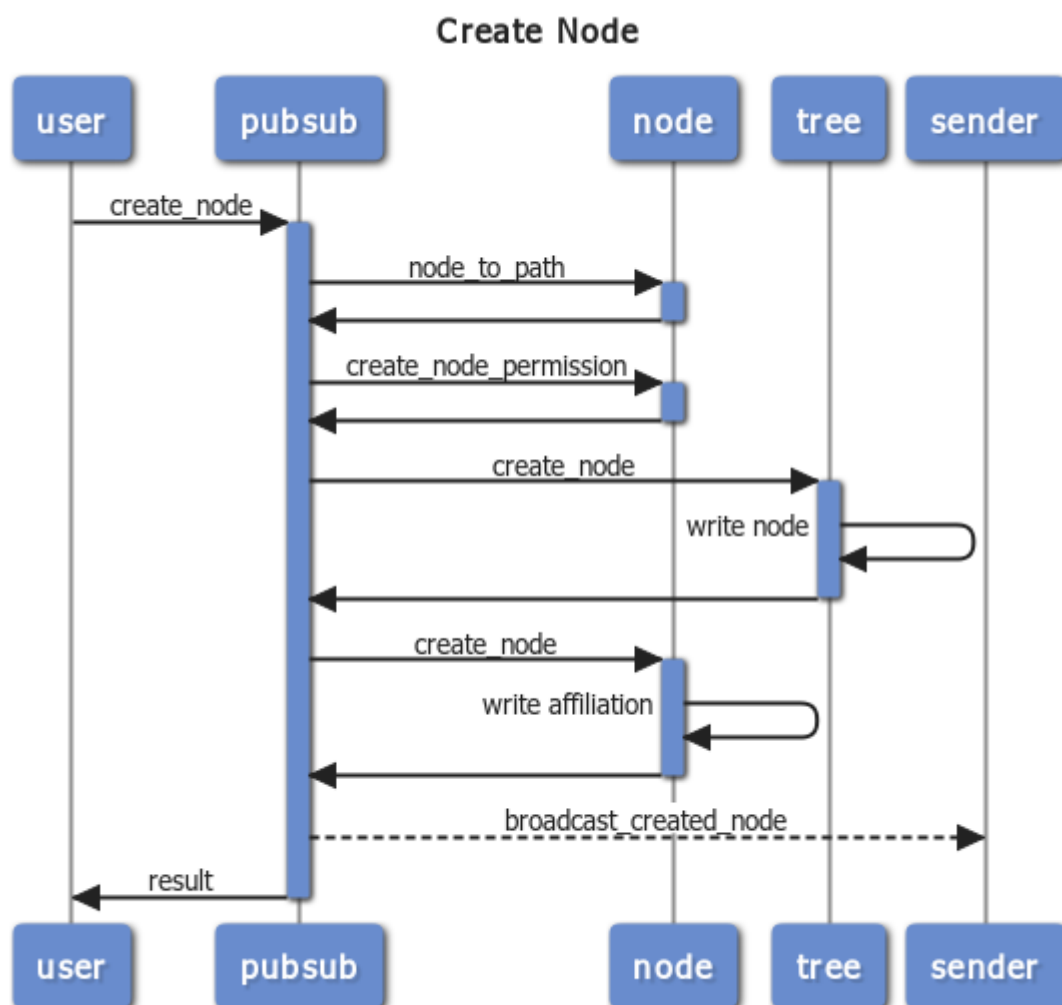 Create Node
user pubsub node tree sender
create_node
node_to_path
create_node_permission
create_node
write node
create_node
write affiliation
broadcast_created_node
result
user pubsub node tree sender